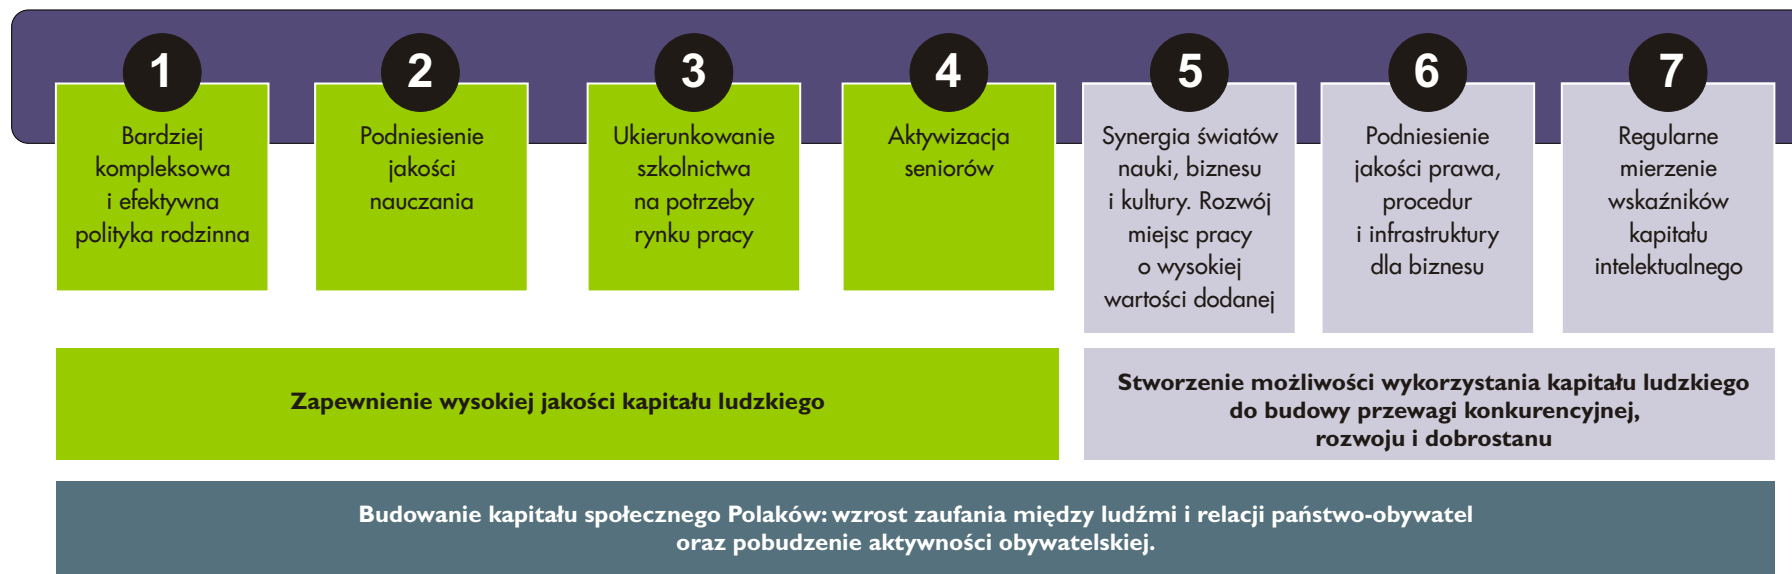 1
Bardziej
kompleksowa
i efektywna
polityka rodzinna
2
Podniesienie
jakości
nauczania
3
Ukierunkowanie
szkolnictwa
na potrzeby
rynku pracy
4
Aktywizacja
seniorów
5
Synergia światów
nauki, biznesu
i kultury. Rozwój
miejsc pracy
o wysokiej
wartości dodanej
6
Podniesienie
jakości prawa,
procedur
i infrastruktury
dla biznesu
7
Regularne
mierzenie
wskaźników
kapitału
intelektualnego
Zapewnienie wysokiej jakości kapitału ludzkiego
Stworzenie możliwości wykorzystania kapitału ludzkiego
do budowy przewagi konkurencyjnej,
rozwoju i dobrostanu
Budowanie kapitału społecznego Polaków: wzrost zaufania między ludźmi i relacji państwo-obywatel
oraz pobudzenie aktywności obywatelskiej.